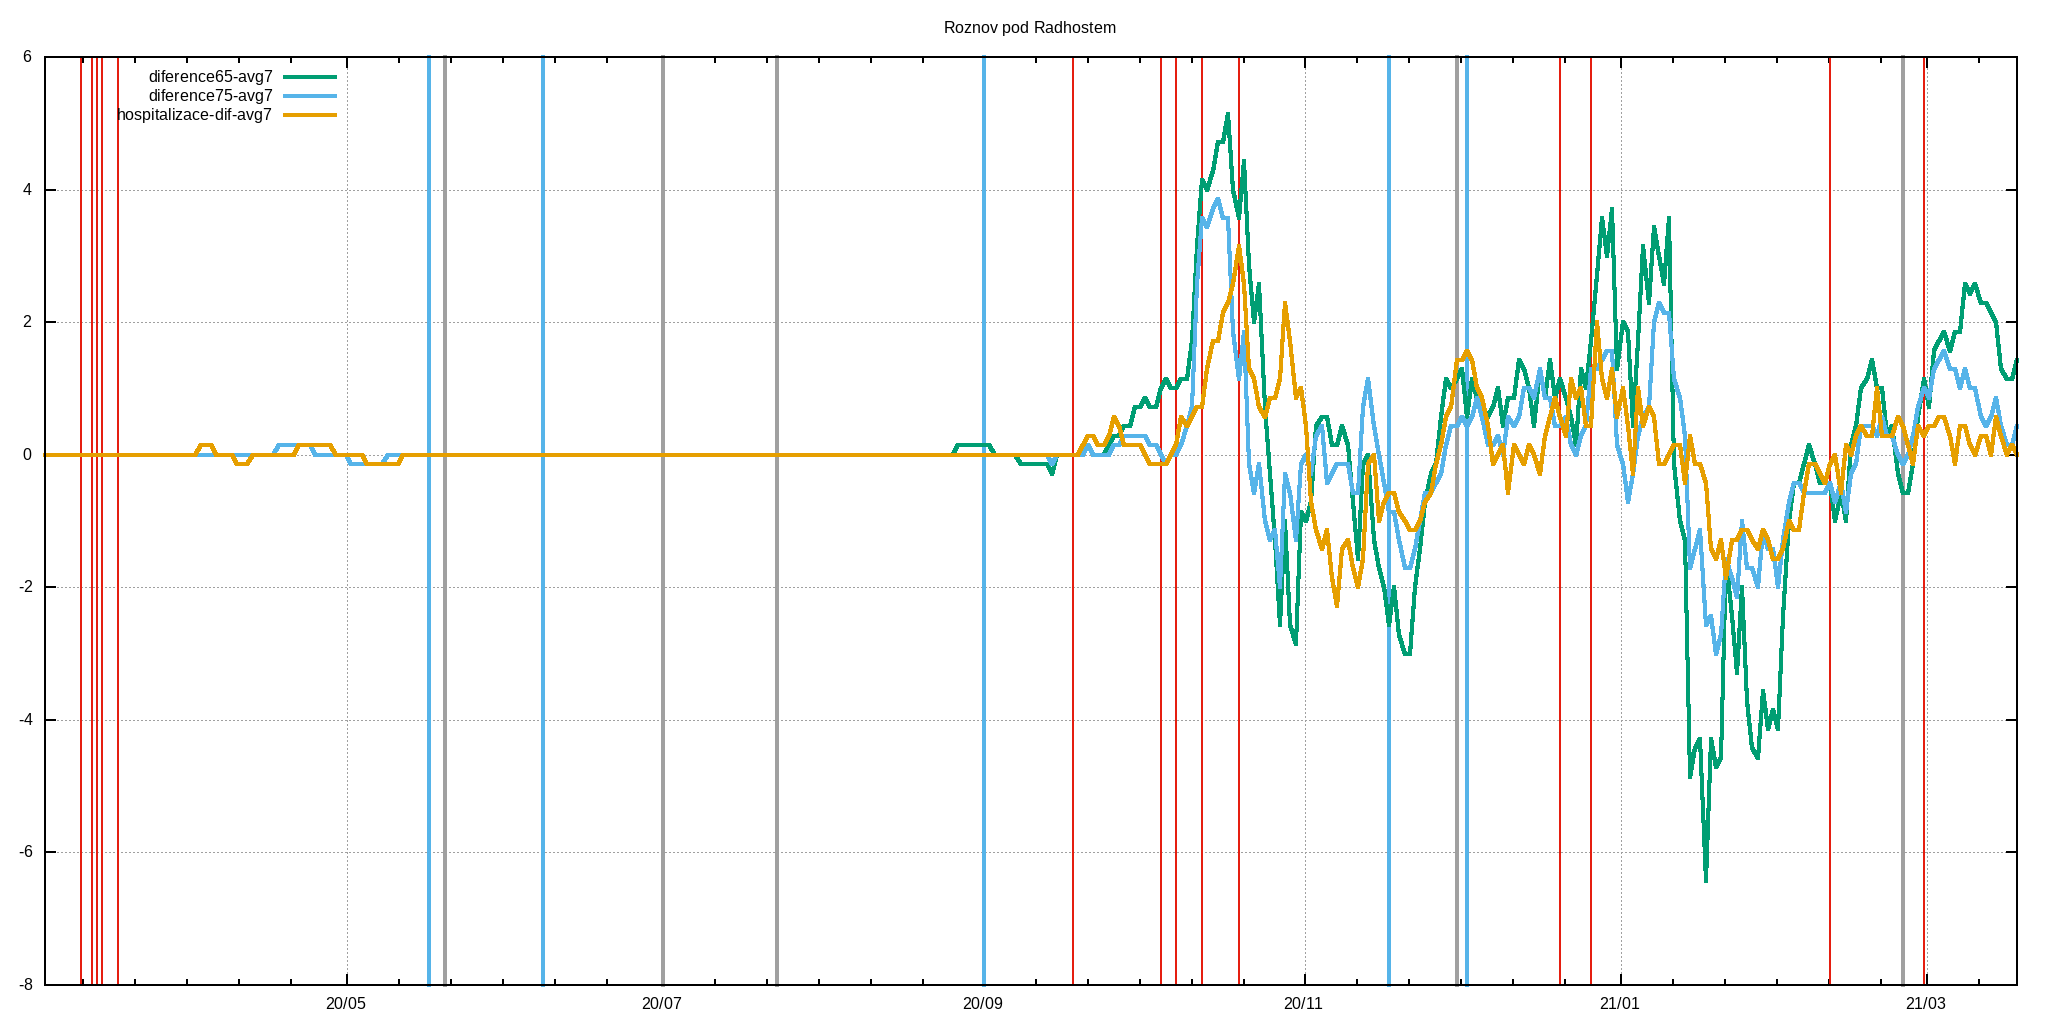 Roznov pod Radhostem
6
4
2
0
-2
-4
-6
-8
diference65-avg7
diference75-avg7
hospitalizace-dif-avg7
20/05 20/07 20/09 20/11 21/01 21/03